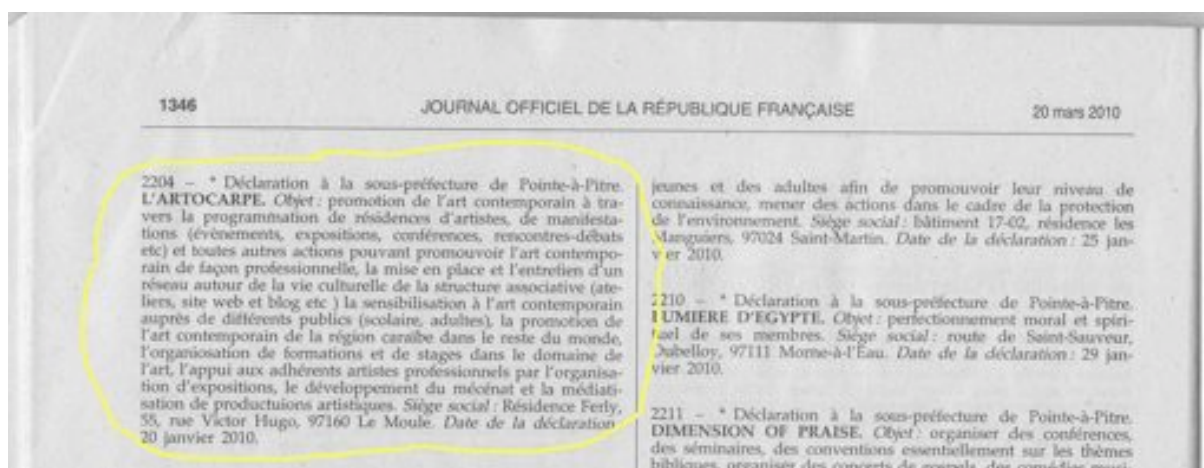 1346
JOURNAL OFFICIEL DE LA RÉPUBLIQUE FRANÇAISE
20 mars 2010
2204 – * Déclaration à la sous-préfecture de Pointe-à-Pitre.
L'ARTOCARPE. Objet : promotion de l'art contemporain à tra-
vers la programmation de résidences d'artistes, de manifesta-
tions (évènements, expositions, conférences, rencontres-débats
etc) et toutes autres actions pouvant promouvoir l'art contempo-
rain de façon professionnelle, la mise en place et l'entretien d'un
réseau autour de la vie culturelle de la structure associative (ate-
liers, site web et blog etc ) la sensibilisation à l'art contemporain
auprès de différents publics (scolaire, adultes), la promotion de
l'art contemporain de la région caraïbe dans le reste du monde,
l'organiosation de formations et de stages dans le domaine de
l'art, l'appui aux adhérents artistes professionnels par l'organisa-
tion d'expositions, le développement du mécénat et la médiati-
sation de productuions artistiques. Siège social : Résidence Ferly,
55, rue Victor Hugo, 97160 Le Moule. Date de la déclaration
20 janvier 2010.
jeunes et des adultes afin de promouvoir leur niveau de
connaissance, mener des actions dans le cadre de la protection
de l'environnement. Siège social : bâtiment 17-02, résidence les
Manguiers, 97024 Saint-Martin. Date de la déclaration : 25 jan-
vier 2010.
2210 – * Déclaration à la sous-préfecture de Pointe-à-Pitre.
LUMIERE D'EGYPTE. Objet : perfectionnement moral et spiri-
tuel de ses membres. Siège social : route de Saint-Sauveur,
Dubelloy, 97111 Morne-à-l'Eau. Date de la déclaration : 29 jan-
vier 2010.
2211 – * Déclaration à la sous-préfecture de Pointe-à-Pitre.
DIMENSION OF PRAISE. Objet : organiser des conférences,
des séminaires, des conventions essentiellement sur les thèmes
bibliques, organiser des concerts de gospels, des comédies